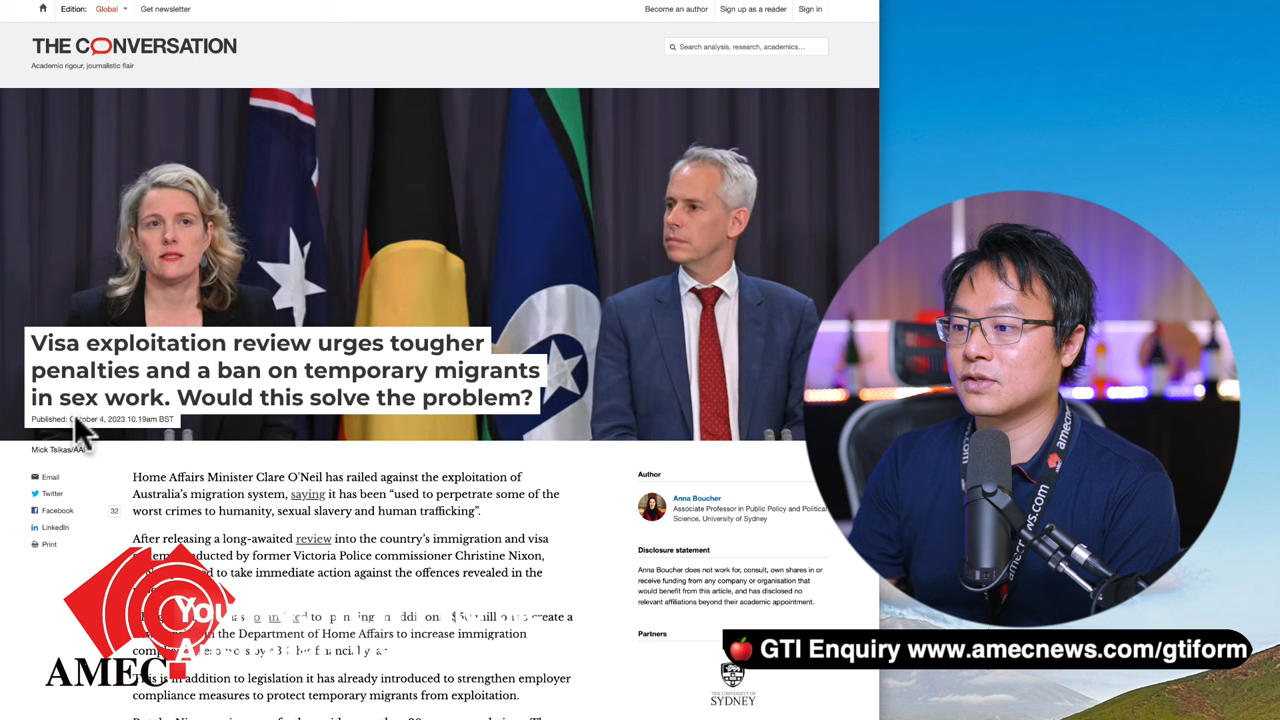 Edition: Global Get newsletter Become an author Sign up as a reader Sign in
THE CONVERSATION
Academic rigour, journalistic flair
Search analysis, research, academics…
Visa exploitation review urges tougher
penalties and a ban on temporary migrants
in sex work. Would this solve the problem?
Published: October 4, 2023 10.19am BST
Mick Tsikas/AAP
Email
Twitter
Facebook 32
LinkedIn
Print
Home Affairs Minister Clare O'Neil has railed against the exploitation of
Australia's migration system, saying it has been “used to perpetrate some of the
worst crimes to humanity, sexual slavery and human trafficking”.
After releasing a long-awaited review into the country's immigration and visa
conducted by former Victoria Police commissioner Christine Nixon,
to take immediate action against the offences revealed in the
create a
in the Department of Home Affairs to increase immigration
This is in addition to legislation it has already introduced to strengthen employer
compliance measures to protect temporary migrants from exploitation.
Author
Anna Boucher
Associate Professor in Public Policy and Political
Science, University of Sydney
Disclosure statement
Anna Boucher does not work for, consult, own shares in or
receive funding from any company or organisation that
would benefit from this article, and has disclosed no
relevant affiliations beyond their academic appointment.
Partners
THE UNIVERSITY OF
SYDNEY
AMEC
You
amecnews.com
GTI Enquiry www.amecnews.com/gtiform